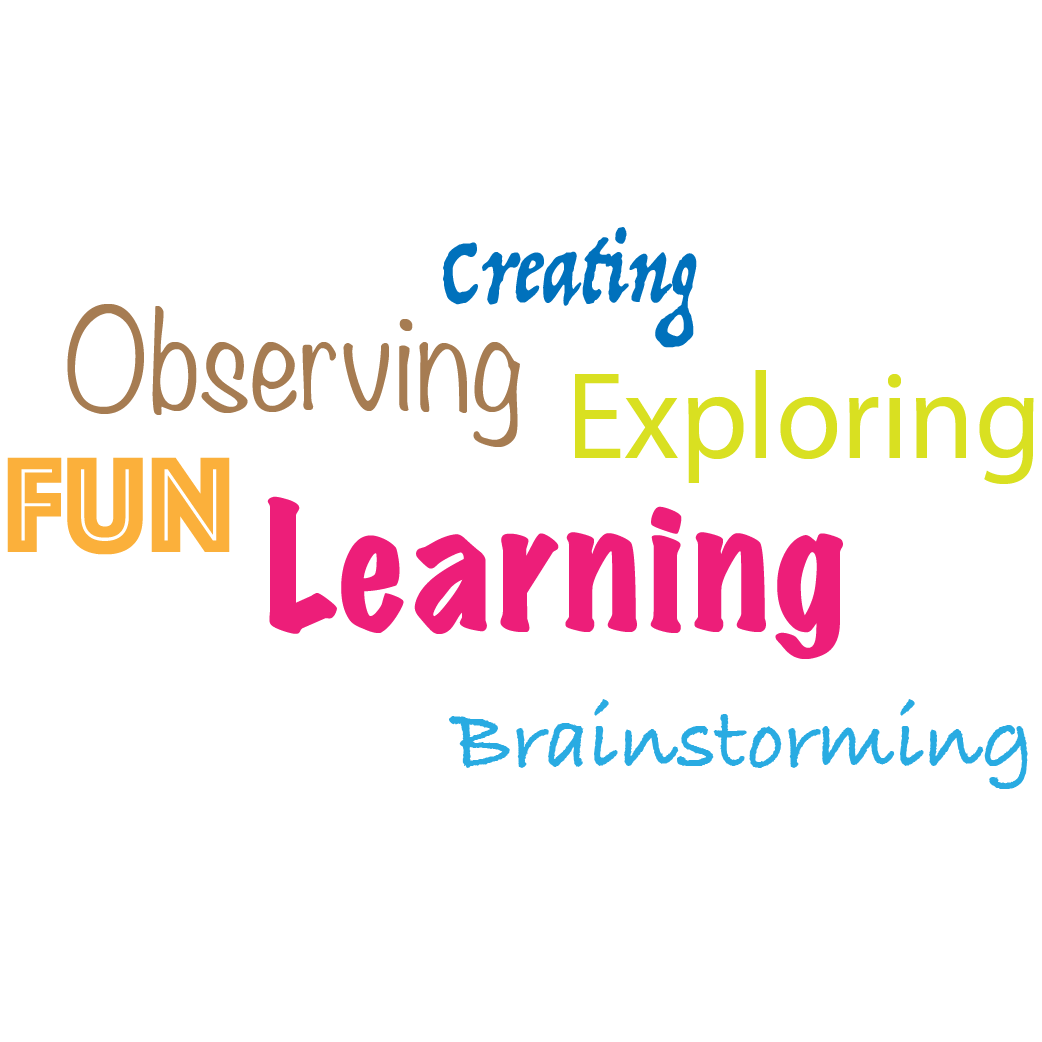 Creating
Observing
Exploring
FUN
Learning
Brainstorming